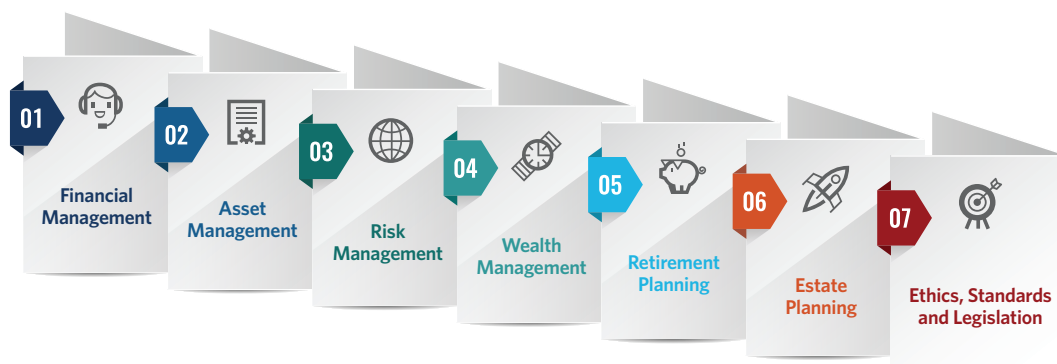 01
Financial
Management
02
Asset
Management
03
Risk
Management
04
Wealth
Management
05
Retirement
Planning
06
Estate
Planning
07
Ethics, Standards
and Legislation